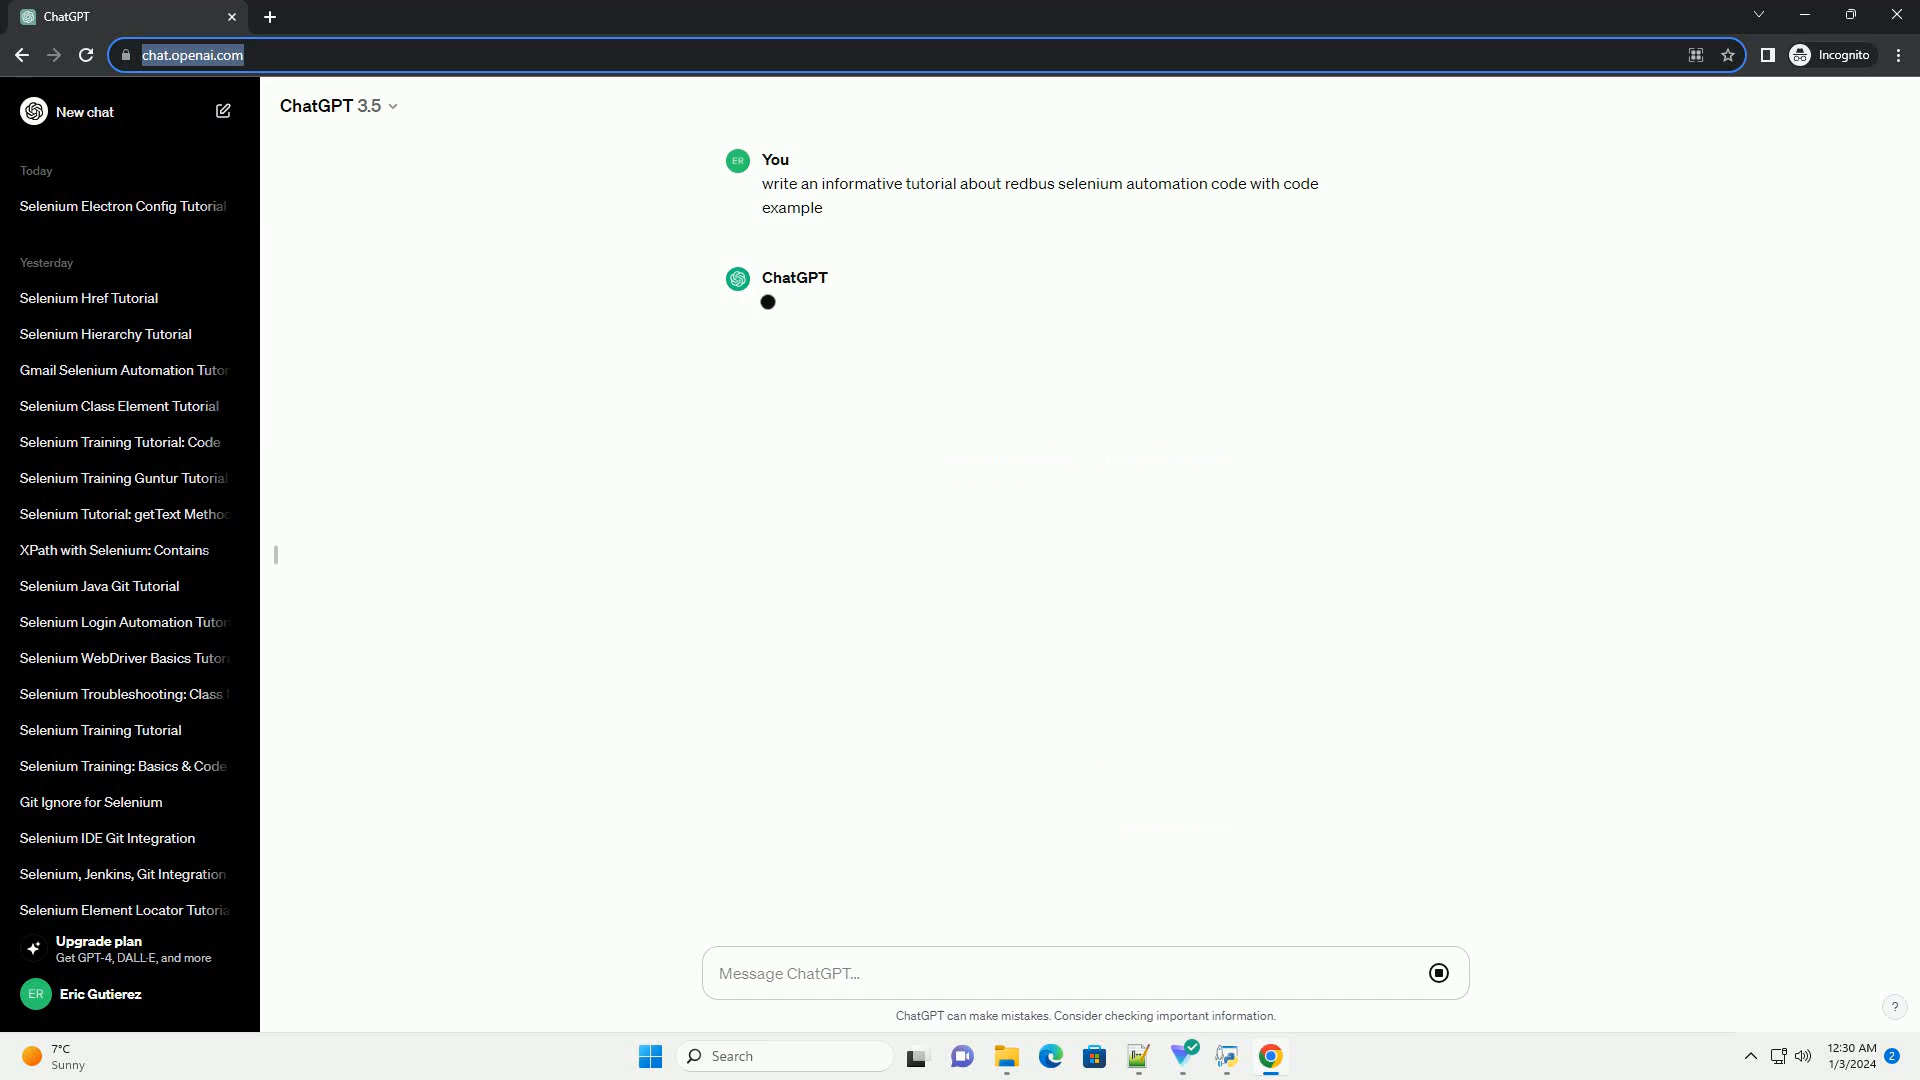 ChatGPT
chat.openai.com
Incognito
New chat
Today
Selenium Electron Config Tutorial
Yesterday
Selenium Href Tutorial
Selenium Hierarchy Tutorial
Gmail Selenium Automation Tutor
Selenium Class Element Tutorial
Selenium Training Tutorial: Code
Selenium Training Guntur Tutorial
Selenium Tutorial: getText Method
XPath with Selenium: Contains
Selenium Java Git Tutorial
Selenium Login Automation Tutor
Selenium WebDriver Basics Tutor
Selenium Troubleshooting: Class
Selenium Training Tutorial
Selenium Training: Basics & Code
Git Ignore for Selenium
Selenium IDE Git Integration
Selenium, Jenkins, Git Integration
Selenium Element Locator Tutoria
Upgrade plan
Get GPT-4, DALL·E, and more
ER
Eric Gutierez
ChatGPT 3.5
ER
You
write an informative tutorial about redbus selenium automation code with code
example
ChatGPT
Message ChatGPT...
ChatGPT can make mistakes. Consider checking important information.
?
7°C
Sunny
Search
12:30 AM
1/3/2024
2